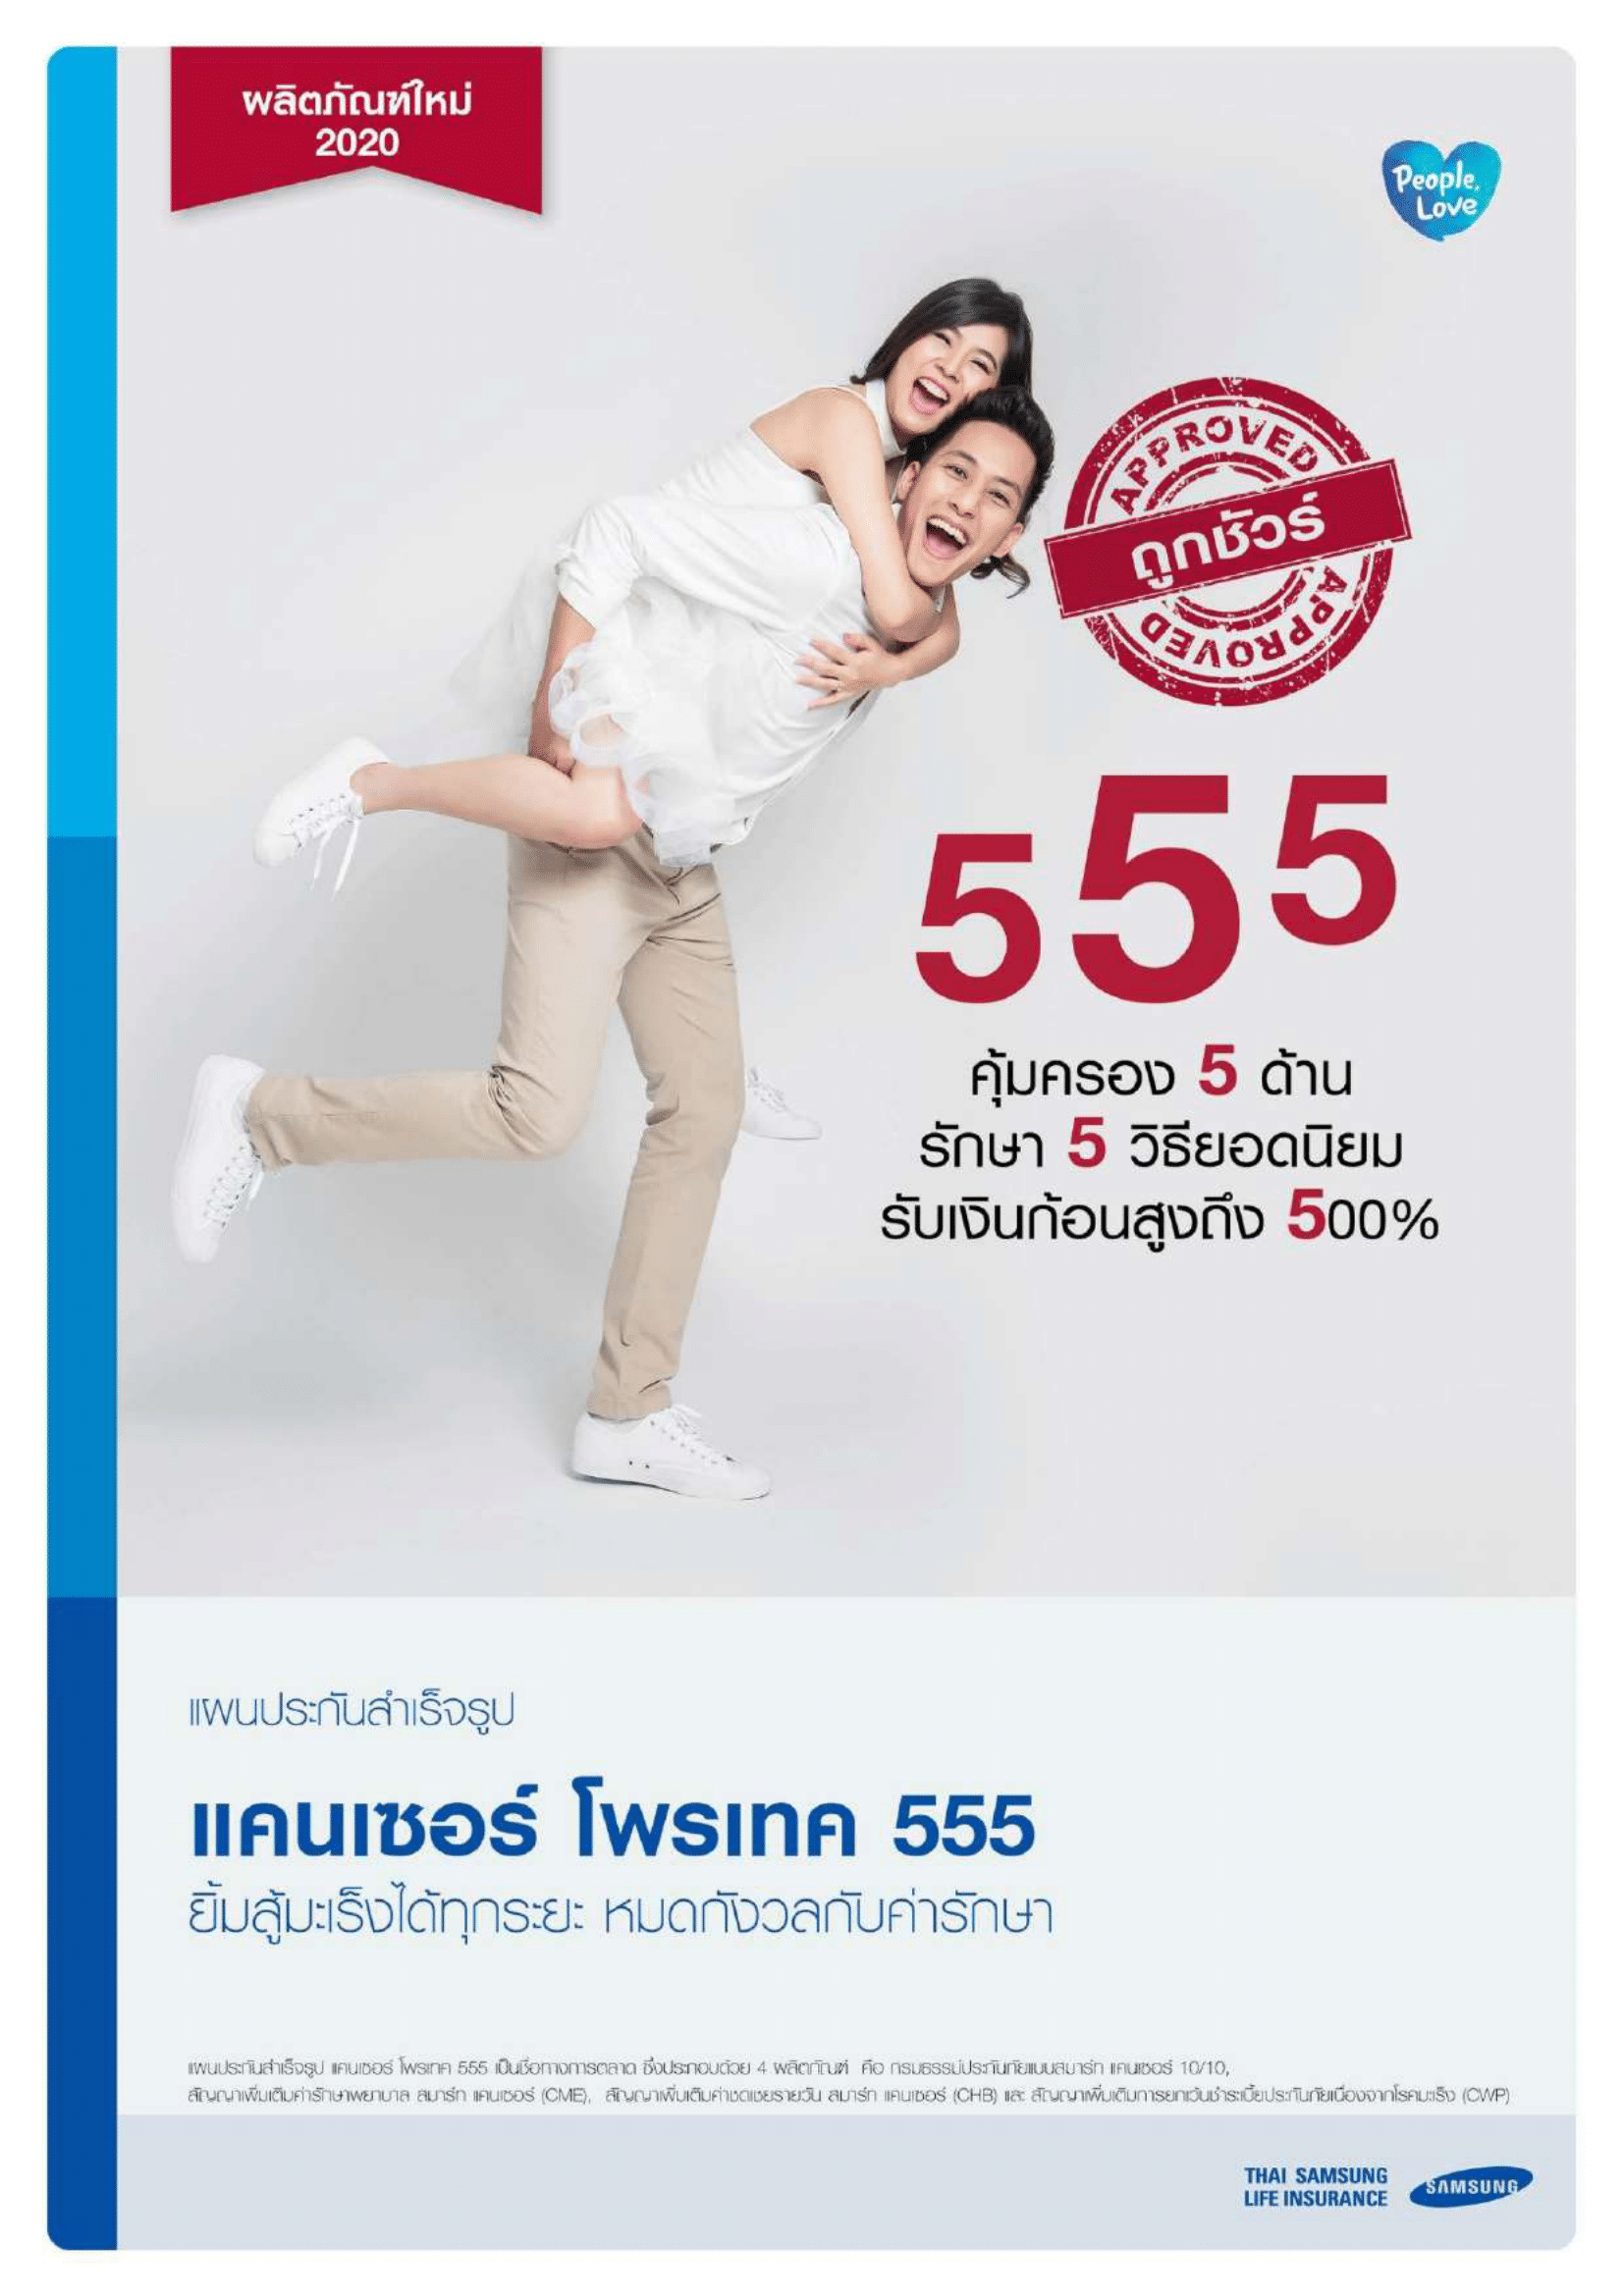 ผลิตภัณฑ์ใหม่
2020
People,
Love
APPROVED
ถูกชัวร์
APPROVED
555
คุ้มครอง 5 ด้าน
รักษา 5 วิธียอดนิยม
รับเงินก้อนสูงถึง 500%
แผนประกันสำเร็จรูป
แคนเซอร์ โพรเทค 555
ยิ้มสู้มะเร็งได้ทุกระยะ หมดกังวลกับค่ารักษา
แผนประกันสำเร็จรูป แคนเซอร์ โพรเทค 555 เป็นชื่อทางการตลาด ซึ่งประกอบด้วย 4 ผลิตภัณฑ์ คือ กรมธรรม์ประกันภัยแบบสมาร์ท แคนเซอร์ 10/10,
สัญญาเพิ่มเติมค่ารักษาพยาบาล สมาร์ท แคนเซอร์ (CME), สัญญาเพิ่มเติมค่าชดเชยรายวัน สมาร์ท แคนเซอร์ (CHB) และ สัญญาเพิ่มเติมการยกเว้นชำระเบี้ยประกันภัยเนื่องจากโรคมะเร็ง (CWP)
THAI SAMSUNG
LIFE INSURANCE
SAMSUNG